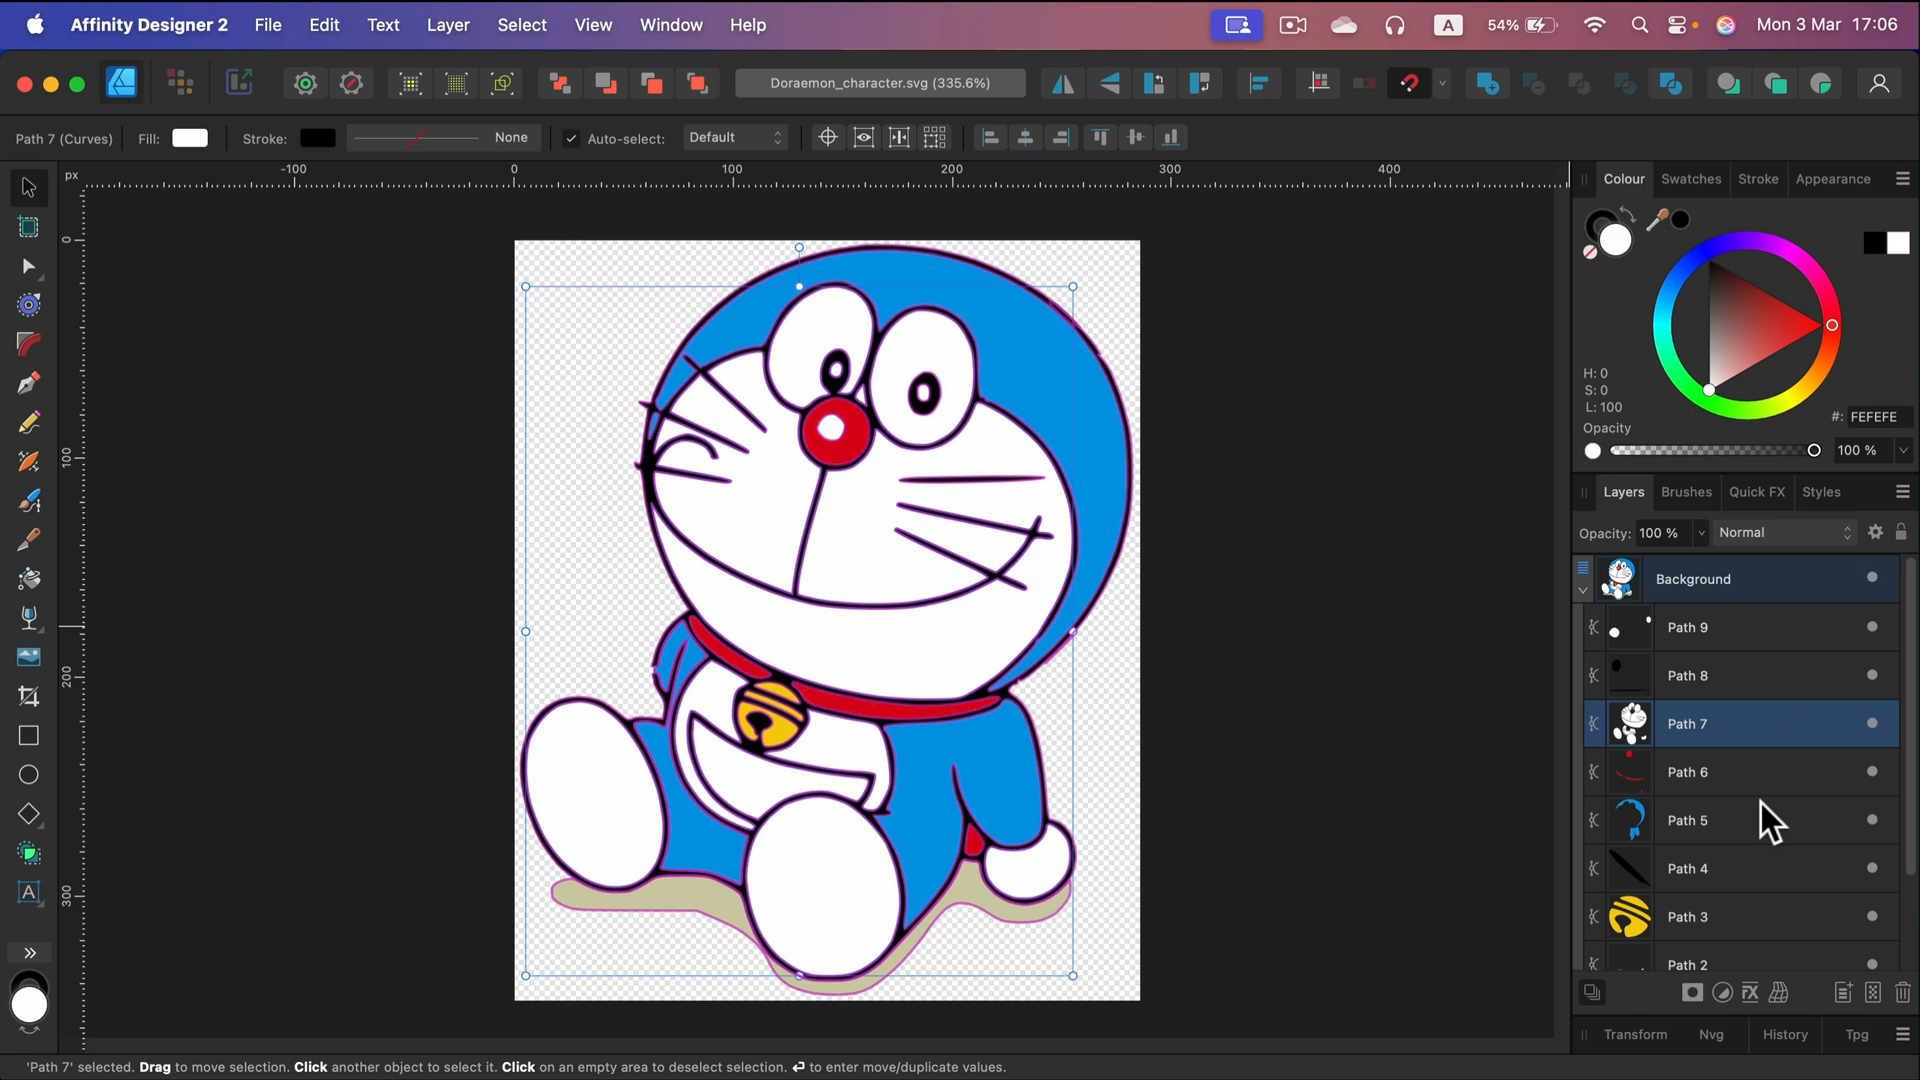 Affinity Designer 2 File Edit Text Layer Select View Window Help A 54% Mon 3 Mar 17:06
Doraemon_character.svg (335.6%)
Path 7 (Curves) Fill: Stroke: None Auto-select: Default
px -100 0 100 200 300 400
0
100
200
300
A
Colour Swatches Stroke Appearance
H: 0
S: 0
L: 100
#: FEFEFE
Opacity
100 %
Layers Brushes Quick FX Styles
Opacity: 100 % Normal
Background
Path 9
Path 8
Path 7
Path 6
Path 5
Path 4
Path 3
Path 2
Transform Nvg History Tpg
'Path 7' selected. Drag to move selection. Click another object to select it. Click on an empty area to deselect selection. ↵ to enter move/duplicate values.